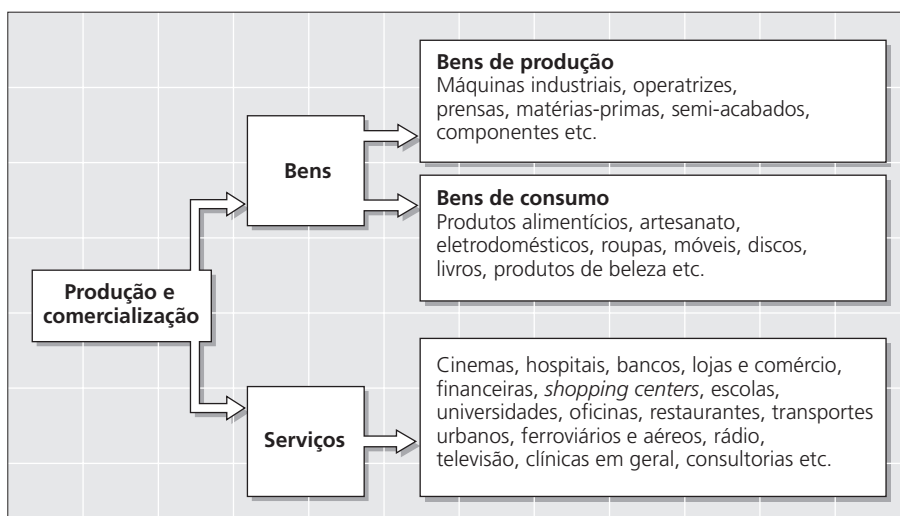 Produção e
comercialização
Bens
Bens de produção
Máquinas industriais, operatrizes,
prensas, matérias-primas, semi-acabados,
componentes etc.
Bens de consumo
Produtos alimentícios, artesanato,
eletrodomésticos, roupas, móveis, discos,
livros, produtos de beleza etc.
Serviços
Cinemas, hospitais, bancos, lojas e comércio,
financeiras, shopping centers, escolas,
universidades, oficinas, restaurantes, transportes
urbanos, ferroviários e aéreos, rádio,
televisão, clínicas em geral, consultorias etc.